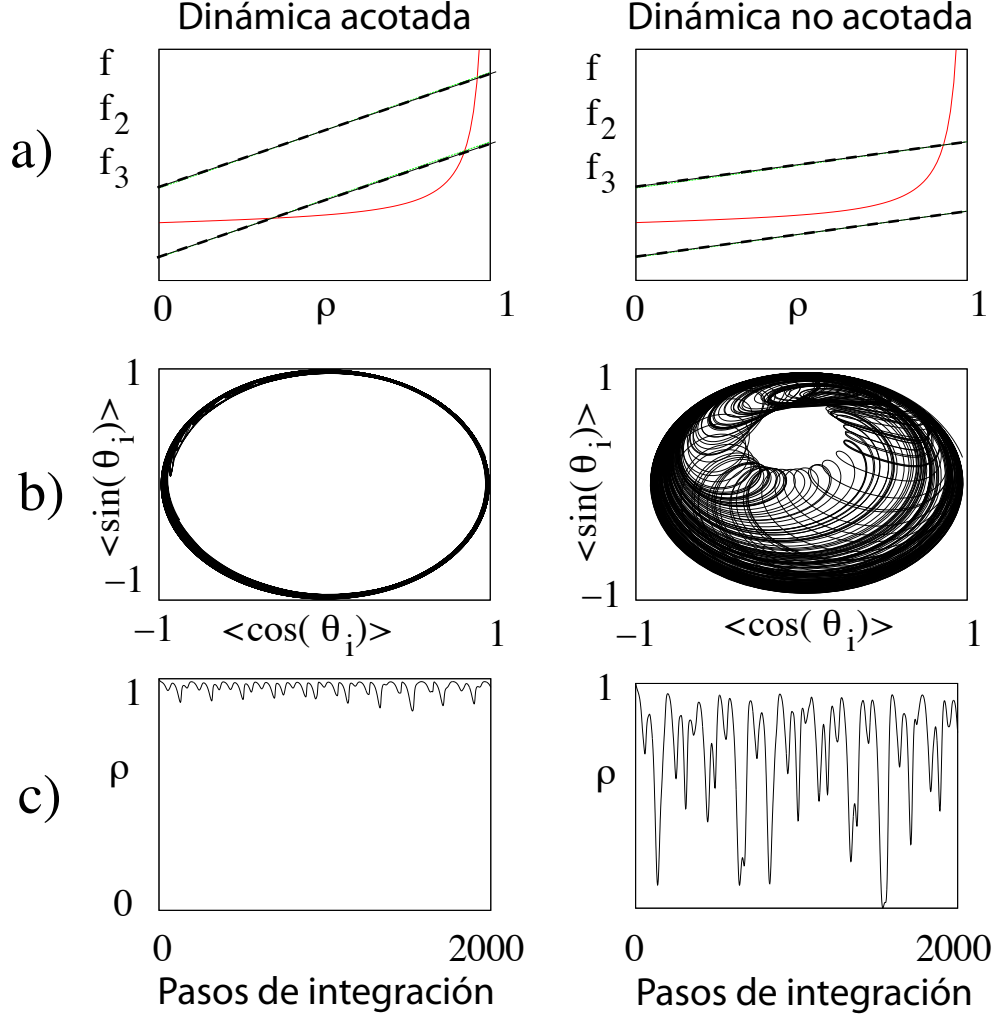 Dinámica acotada
Dinámica no acotada
a)
f
f2
f3
0
ρ
1
f
f2
f3
0
ρ
1
b)
1
<sin( θi)>
−1
−1
<cos( θi)>
1
1
<sin( θi)>
−1
−1
<cos( θi)>
1
c)
1
ρ
0
0
2000
Pasos de integración
1
ρ
0
2000
Pasos de integración